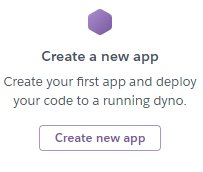 Create a new app
Create your first app and deploy
your code to a running dyno.
Create new app